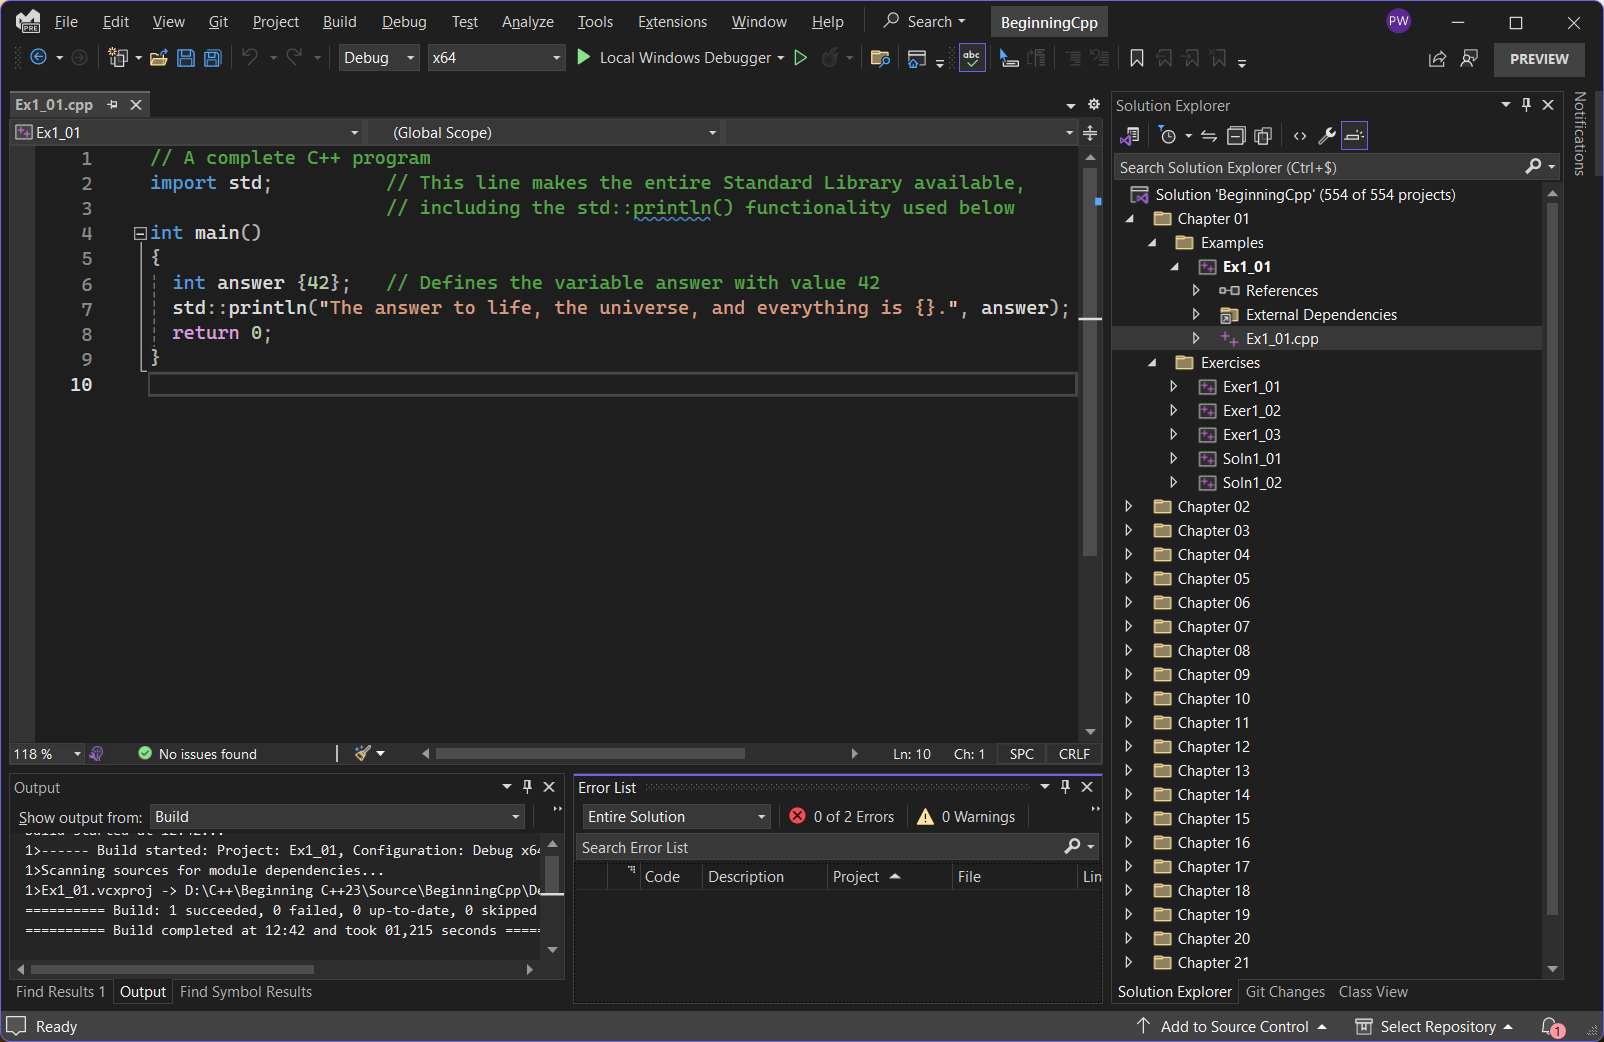 File Edit View Git Project Build Debug Test Analyze Tools Extensions Window Help Search BeginningCpp PW
PRE
Debug x64 Local Windows Debugger abc PREVIEW
Ex1_01.cpp
Ex1_01 (Global Scope)
1 // A complete C++ program
2 import std; // This line makes the entire Standard Library available,
3 // including the std::println() functionality used below
4 int main()
5 {
6 int answer {42}; // Defines the variable answer with value 42
7 std::println("The answer to life, the universe, and everything is {}.", answer);
8 return 0;
9 }
10
118 % No issues found Ln: 10 Ch: 1 SPC CRLF
Output
Show output from: Build
1>------ Build started: Project: Ex1_01, Configuration: Debug x64
1>Scanning sources for module dependencies...
1>Ex1_01.vcxproj -> D:\C++\Beginning C++23\Source\BeginningCpp\De
========== Build: 1 succeeded, 0 failed, 0 up-to-date, 0 skipped
========== Build completed at 12:42 and took 01,215 seconds =====
Find Results 1 Output Find Symbol Results
Error List
Entire Solution 0 of 2 Errors 0 Warnings
Search Error List
Code Description Project File Lin
Solution Explorer
Search Solution Explorer (Ctrl+$)
Solution 'BeginningCpp' (554 of 554 projects)
Chapter 01
Examples
Ex1_01
References
External Dependencies
Ex1_01.cpp
Exercises
Exer1_01
Exer1_02
Exer1_03
Soln1_01
Soln1_02
Chapter 02
Chapter 03
Chapter 04
Chapter 05
Chapter 06
Chapter 07
Chapter 08
Chapter 09
Chapter 10
Chapter 11
Chapter 12
Chapter 13
Chapter 14
Chapter 15
Chapter 16
Chapter 17
Chapter 18
Chapter 19
Chapter 20
Chapter 21
Solution Explorer Git Changes Class View
Notifications
Ready Add to Source Control Select Repository 1